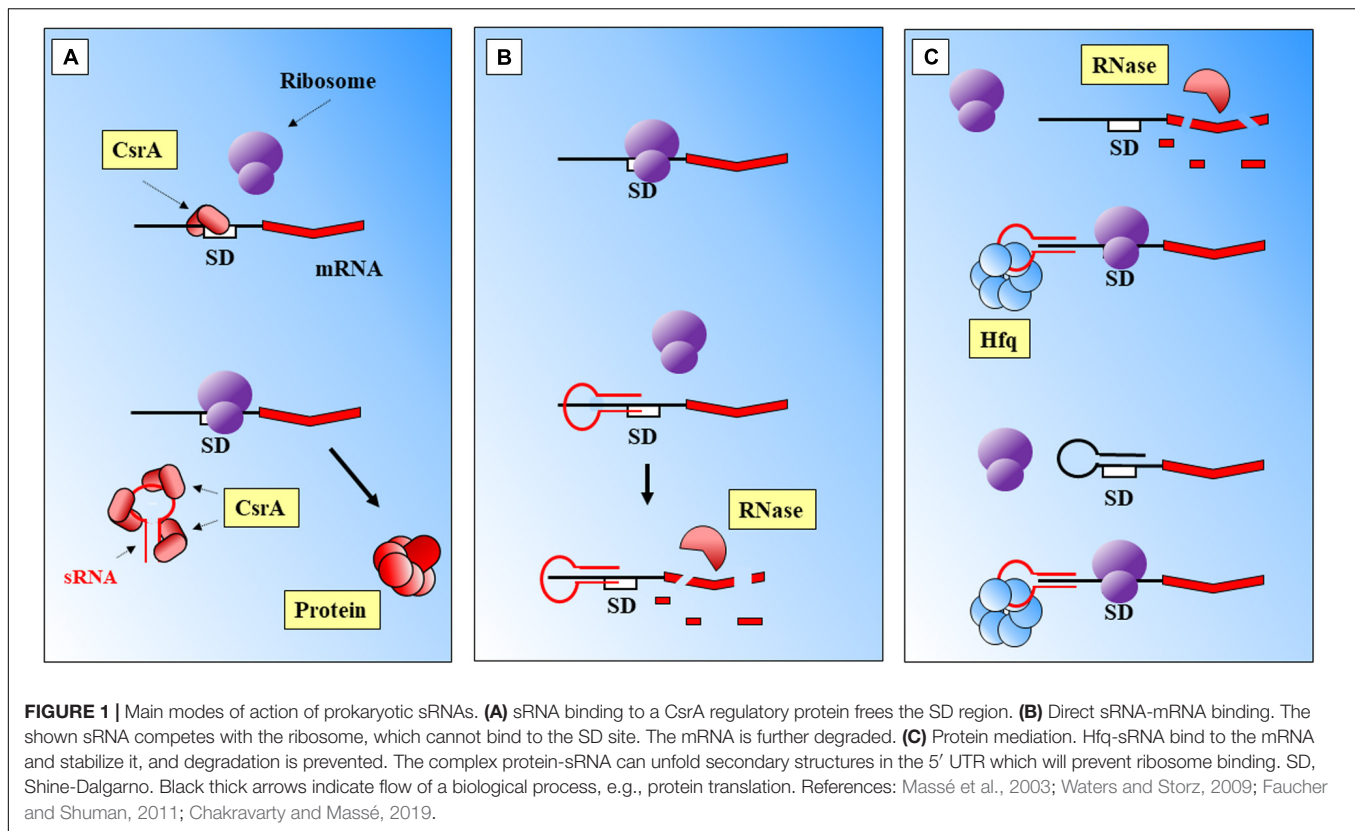 A
Ribosome
CsrA
SD
mRNA
SD
CsrA
sRNA
Protein
B
SD
SD
RNase
SD
C
RNase
SD
SD
Hfq
SD
SD
FIGURE 1 | Main modes of action of prokaryotic sRNAs. (A) sRNA binding to a CsrA regulatory protein frees the SD region. (B) Direct sRNA-mRNA binding. The
shown sRNA competes with the ribosome, which cannot bind to the SD site. The mRNA is further degraded. (C) Protein mediation. Hfq-sRNA bind to the mRNA
and stabilize it, and degradation is prevented. The complex protein-sRNA can unfold secondary structures in the 5′ UTR which will prevent ribosome binding. SD,
Shine-Dalgarno. Black thick arrows indicate flow of a biological process, e.g., protein translation. References: Massé et al., 2003; Waters and Storz, 2009; Faucher
and Shuman, 2011; Chakravarty and Massé, 2019.